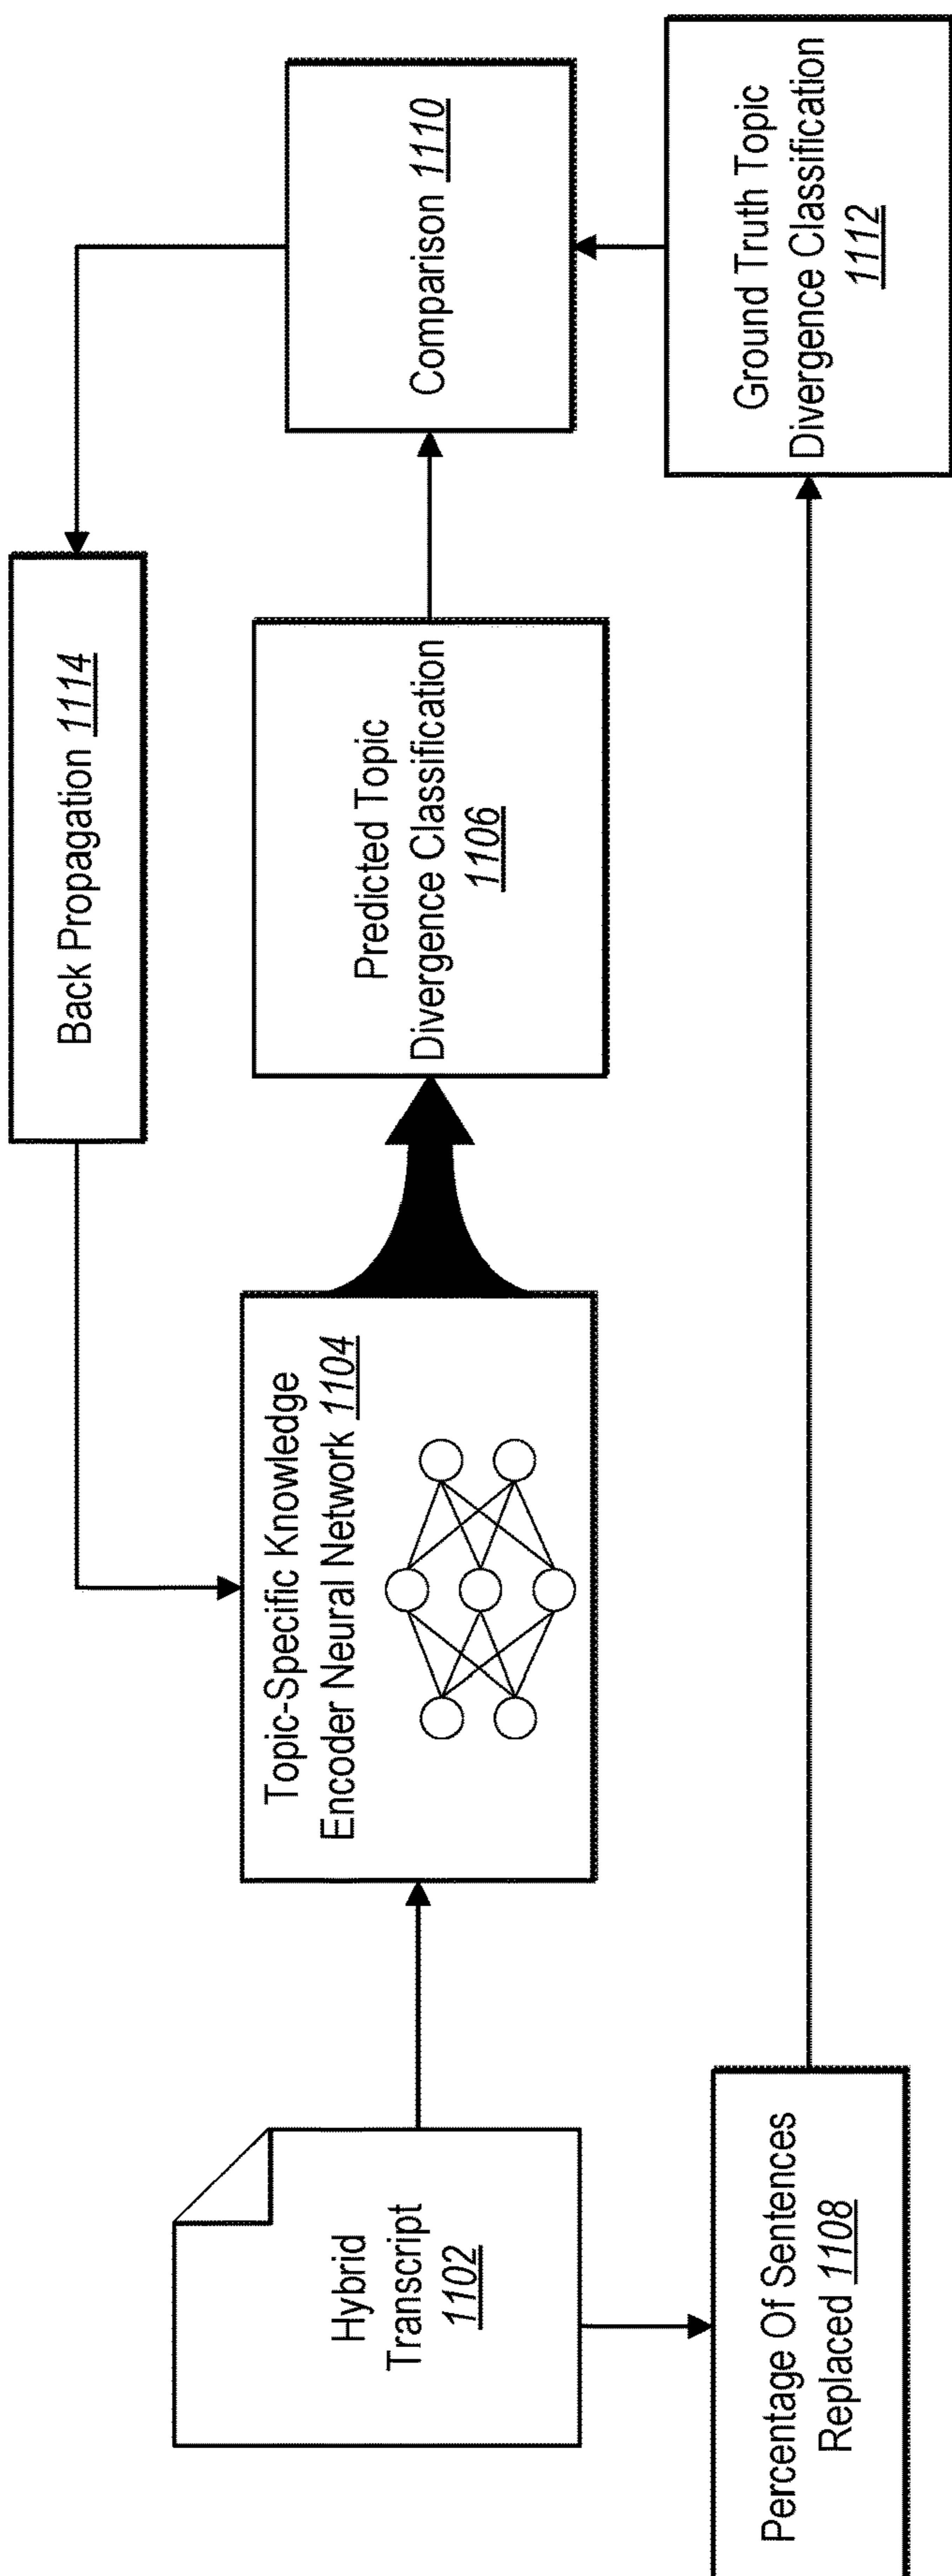 Hybrid
Transcript
1102
Topic-Specific Knowledge
Encoder Neural Network 1104
Predicted Topic
Divergence Classification
1106
Percentage Of Sentences
Replaced 1108
Comparison 1110
Ground Truth Topic
Divergence Classification
1112
Back Propagation 1114